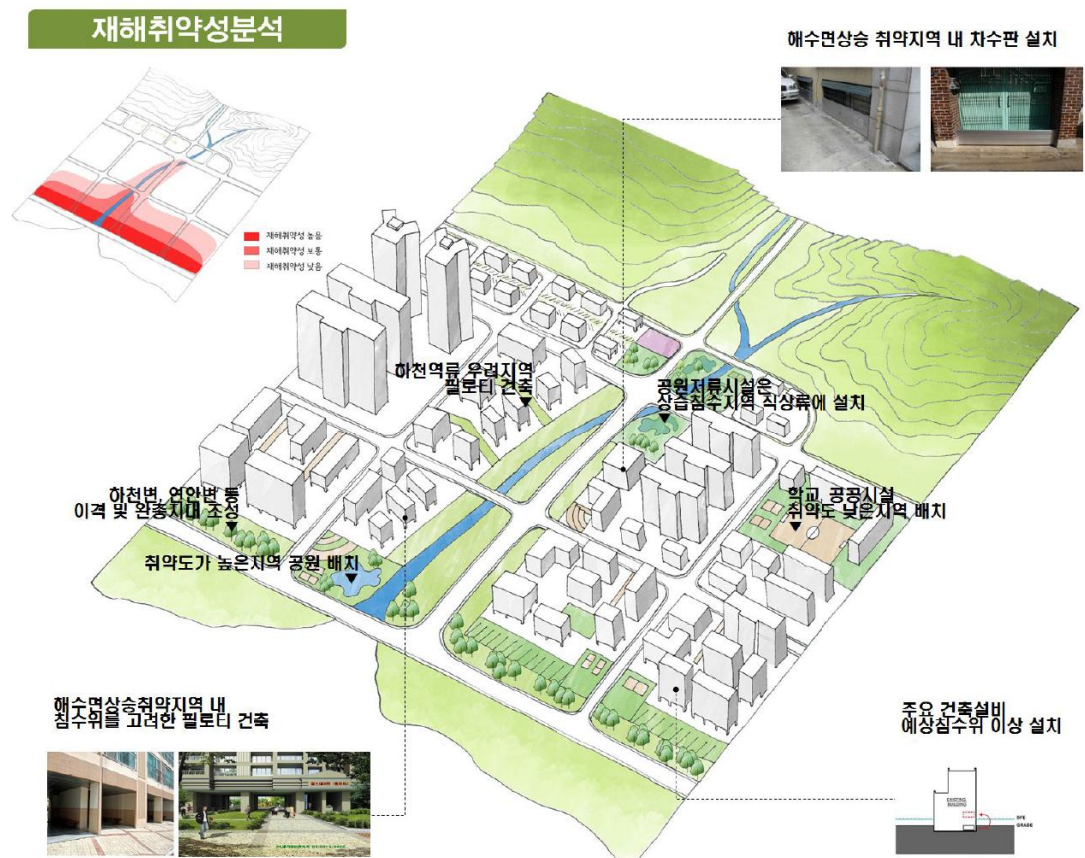 재해취약성분석
해수면상승 취약지역 내 차수판 설치
재해취약성 높음
재해취약성 보통
재해취약성 낮음
하천역류 우려지역
필로티 건축
공원저류시설은
상습침수지역 직상류에 설치
하천변, 연안변 동
이격 및 완충지대 조성
학교, 공공시설
취약도 낮은지역 배치
취약도가 높은지역 공원 배치
해수면상승취약지역 내
침수위를 고려한 필로티 건축
주요 건축설비
예상침수위 이상 설치
EXISTING
BUILDING
DFE
GRADE